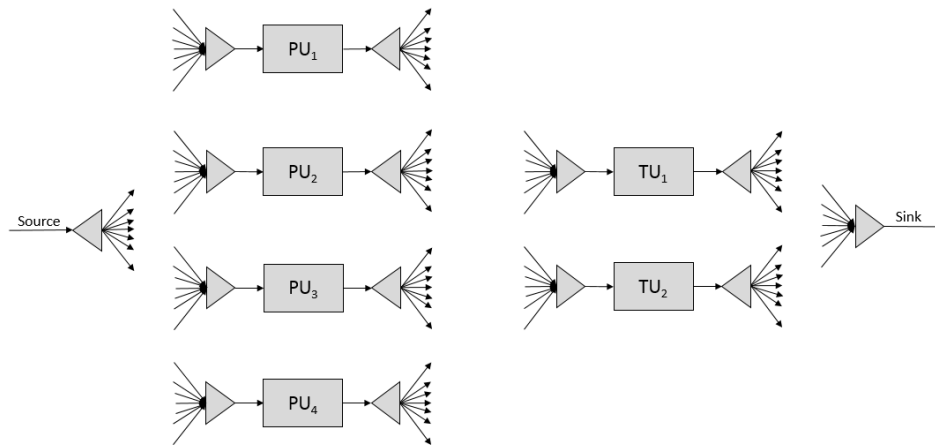 PU₁
PU₂
TU₁
Source
Sink
PU₃
TU₂
PU₄